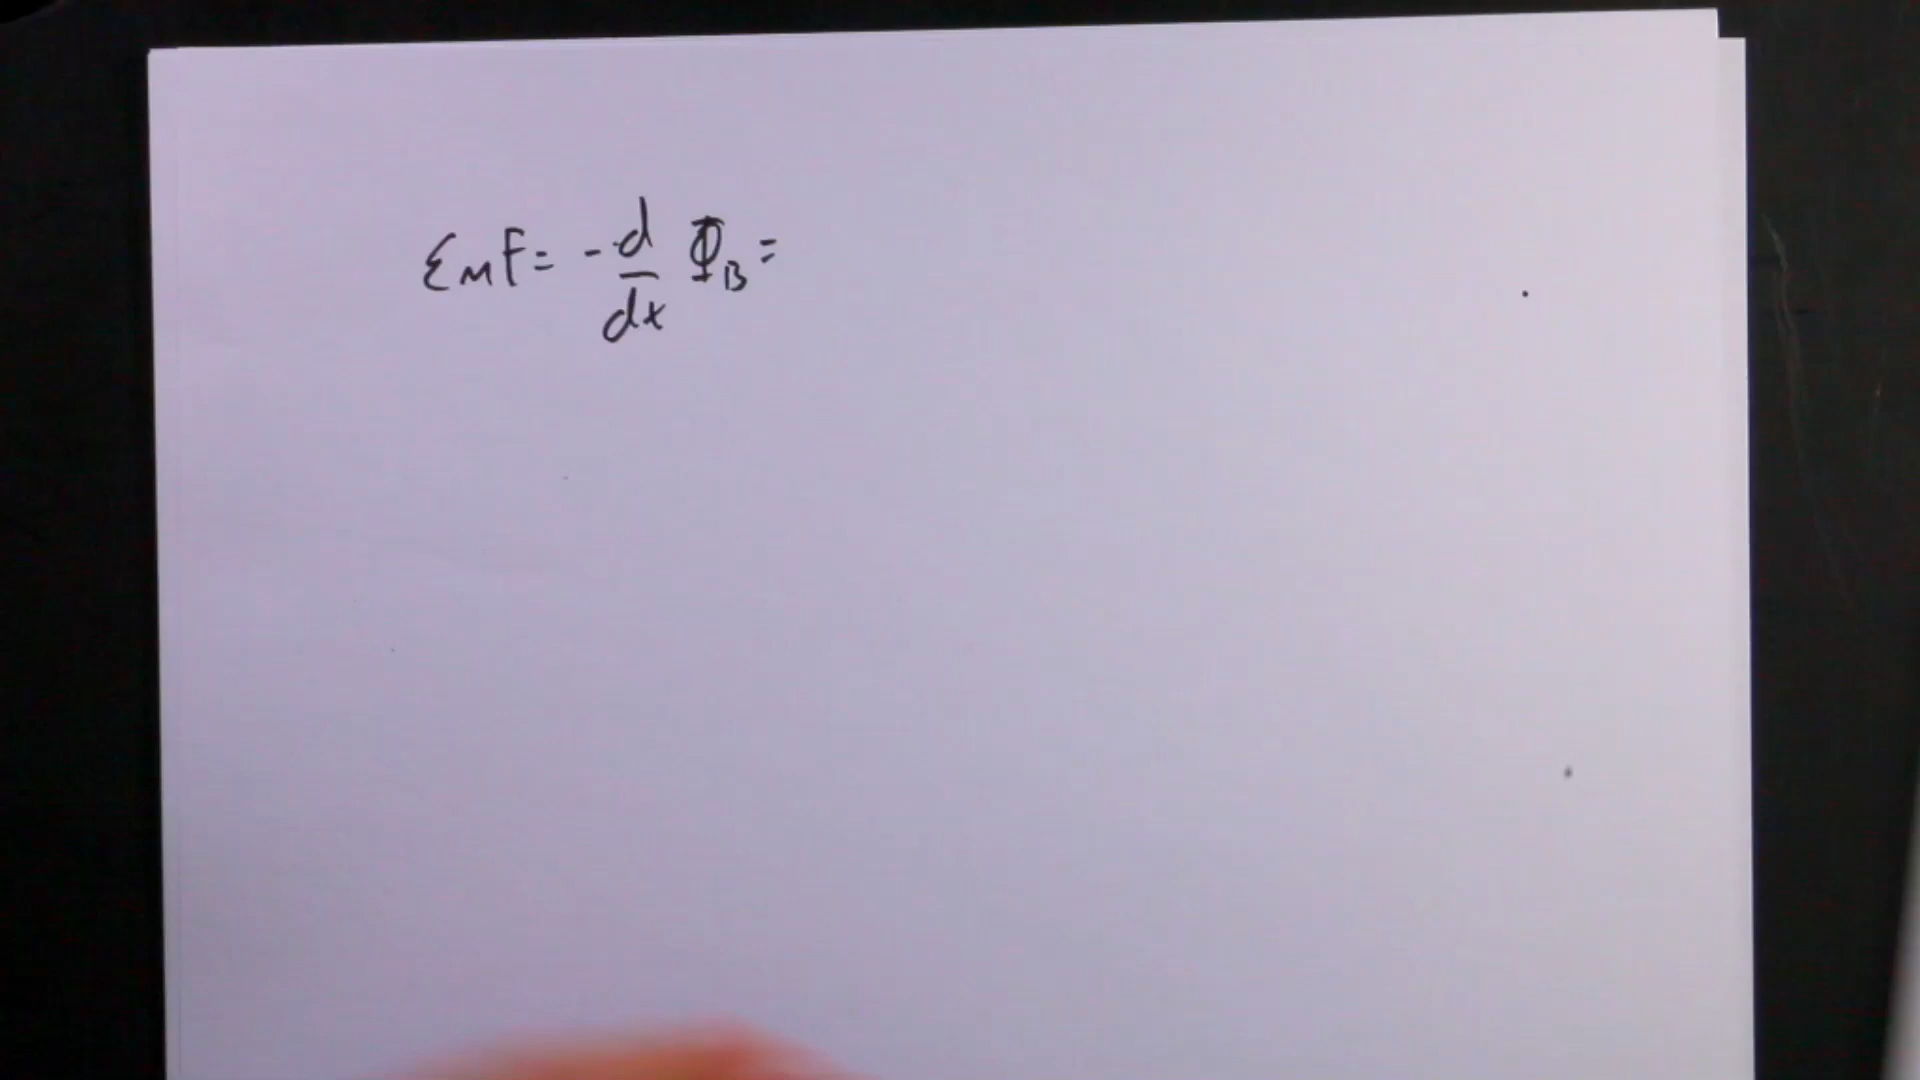 EMF = -d/dx Φ_B =